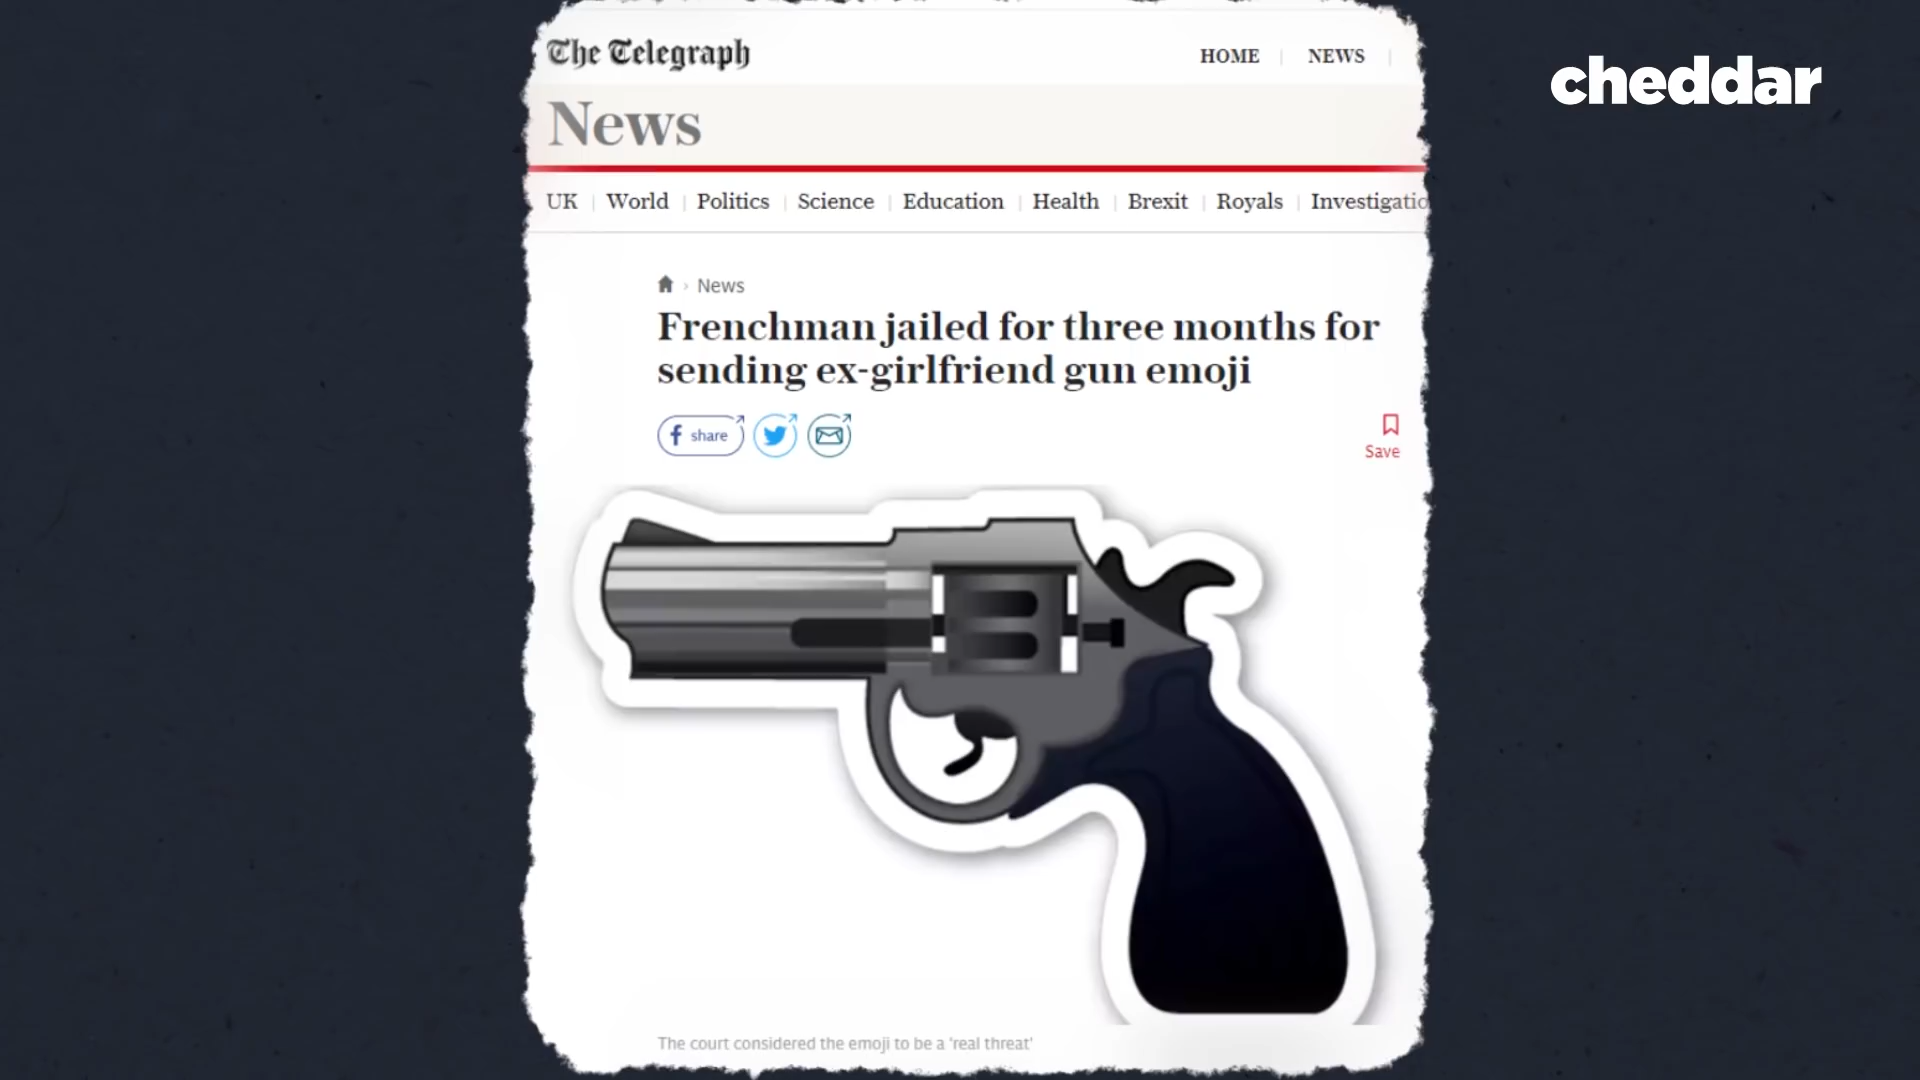 The Telegraph
HOME
NEWS
cheddar
News
UK
World
Politics
Science
Education
Health
Brexit
Royals
Investigatio
News
Frenchman jailed for three months for
sending ex-girlfriend gun emoji
share
Save
The court considered the emoji to be a 'real threat'